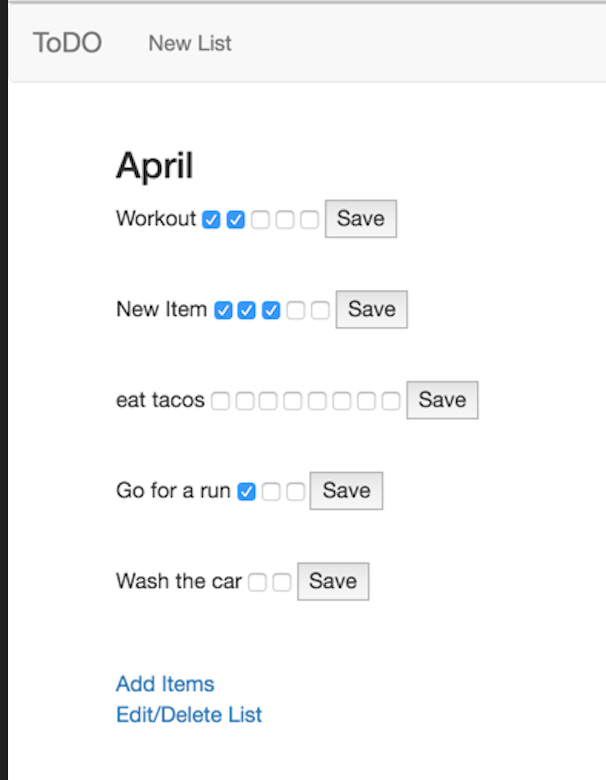 ToDO New List
April
Workout Save
New Item Save
eat tacos Save
Go for a run Save
Wash the car Save
Add Items
Edit/Delete List